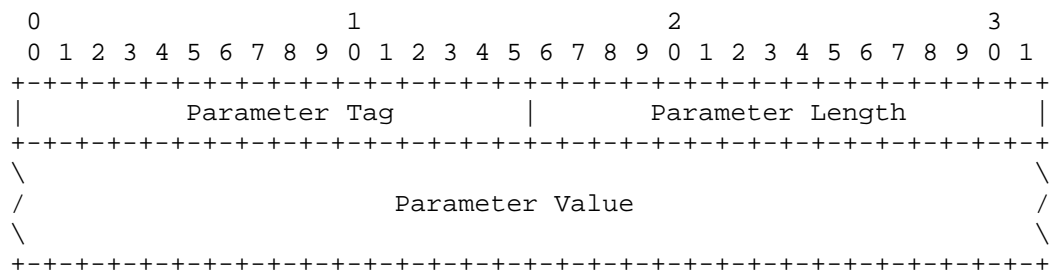 0                   1                   2                   3
 0 1 2 3 4 5 6 7 8 9 0 1 2 3 4 5 6 7 8 9 0 1 2 3 4 5 6 7 8 9 0 1
+-+-+-+-+-+-+-+-+-+-+-+-+-+-+-+-+-+-+-+-+-+-+-+-+-+-+-+-+-+-+-+-+
|          Parameter Tag        |       Parameter Length        |
+-+-+-+-+-+-+-+-+-+-+-+-+-+-+-+-+-+-+-+-+-+-+-+-+-+-+-+-+-+-+-+-+
\                                                               \
/                       Parameter Value                         /
\                                                               \
+-+-+-+-+-+-+-+-+-+-+-+-+-+-+-+-+-+-+-+-+-+-+-+-+-+-+-+-+-+-+-+-+